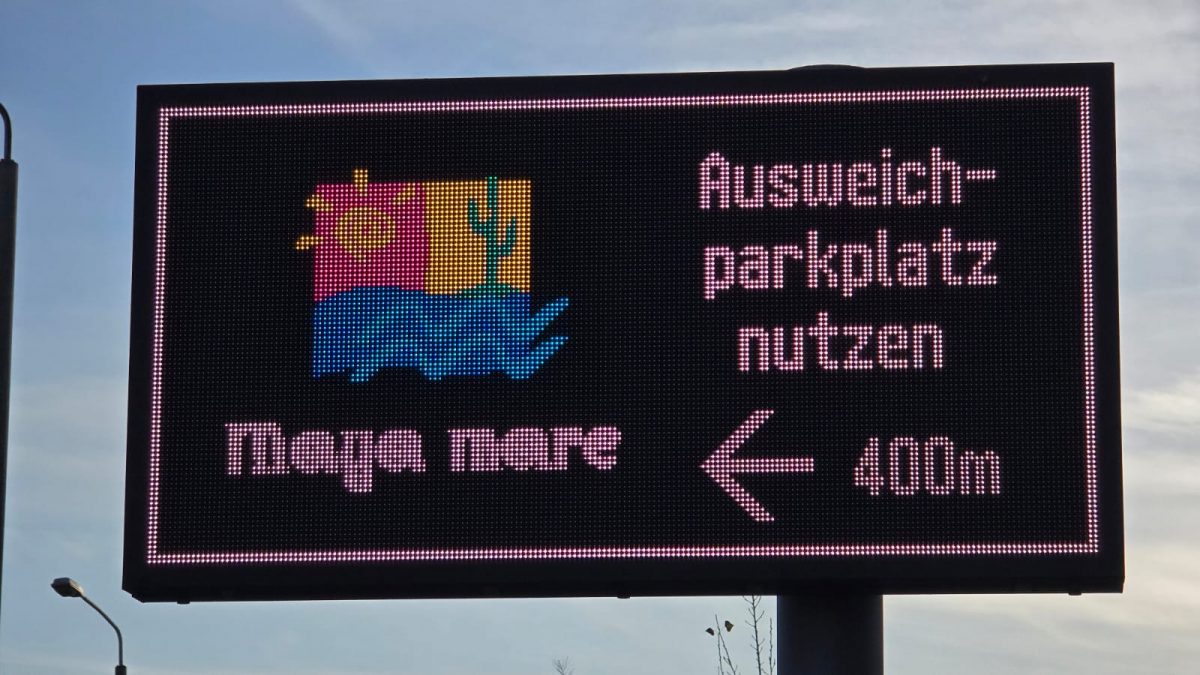 Maya mare
Ausweich-
parkplatz
nutzen
← 400m